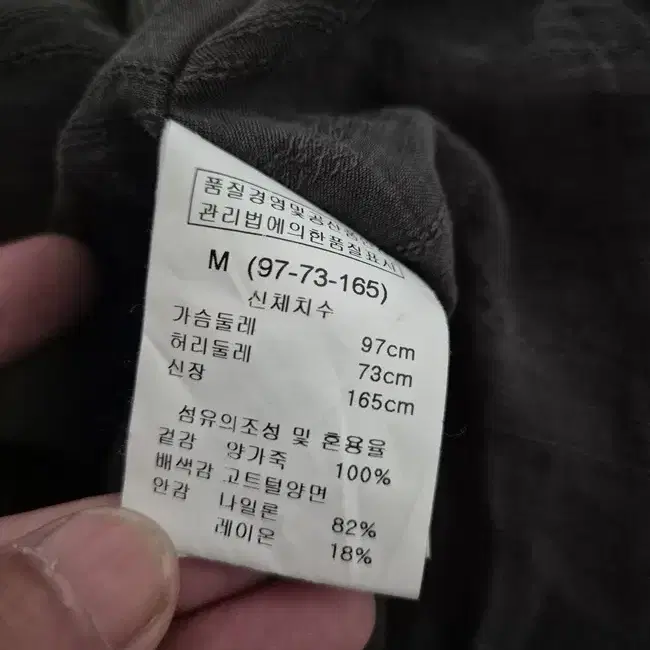 품질경영및공산품안
관리법에의한품질표시
M (97-73-165)
신체치수
가슴둘레 97cm
허리둘레 73cm
신장 165cm
섬유의조성 및 혼용율
겉감 양가죽 100%
배색감 고트털양면
안감 나일론 82%
레이온 18%